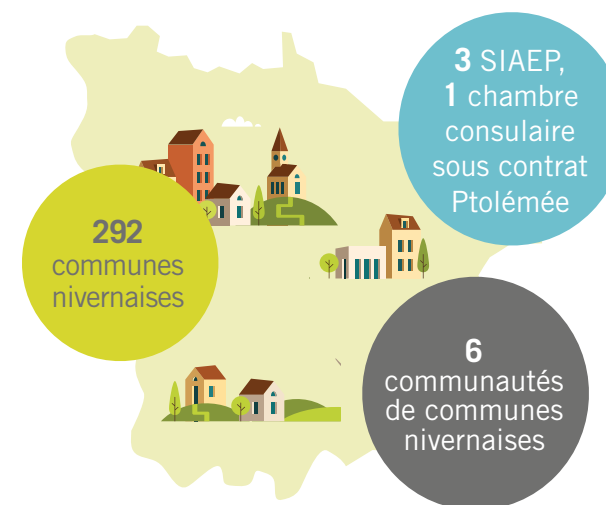 3 SIAEP,
1 chambre
consulaire
sous contrat
Ptolémée
292
communes
nivernaises
6
communautés
de communes
nivernaises